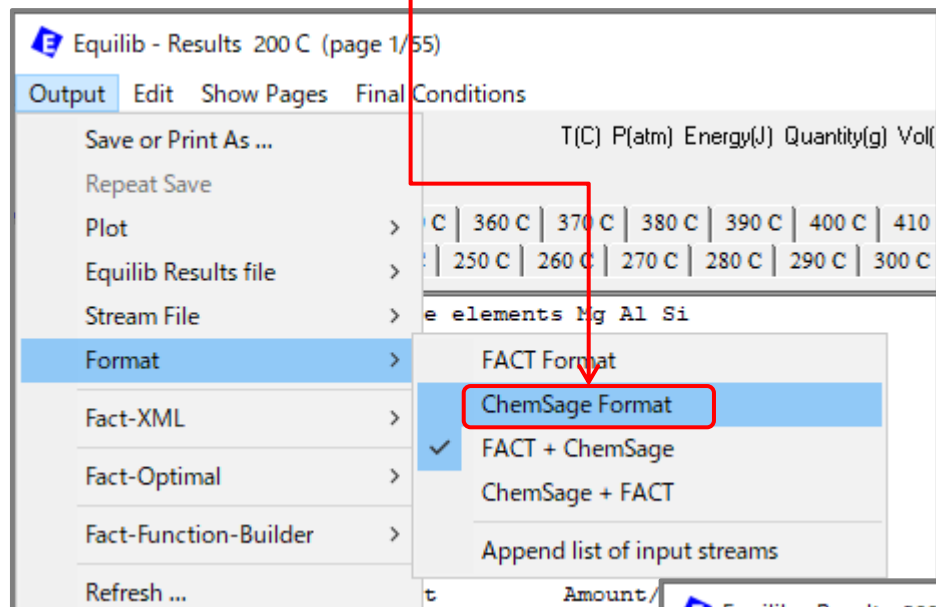 Equilib - Results 200 C (page 1/55)
Output Edit Show Pages Final Conditions
T(C) P(atm) Energy(J) Quantity(g) Vol(
Save or Print As ...
Repeat Save
Plot
C 360 C 370 C 380 C 390 C 400 C 410
Equilib Results file
250 C 260 C 270 C 280 C 290 C 300 C
Stream File
e elements Mg Al Si
Format
FACT Format
ChemSage Format
Fact-XML
FACT + ChemSage
Fact-Optimal
ChemSage + FACT
Fact-Function-Builder
Append list of input streams
Refresh ...
t Amount/